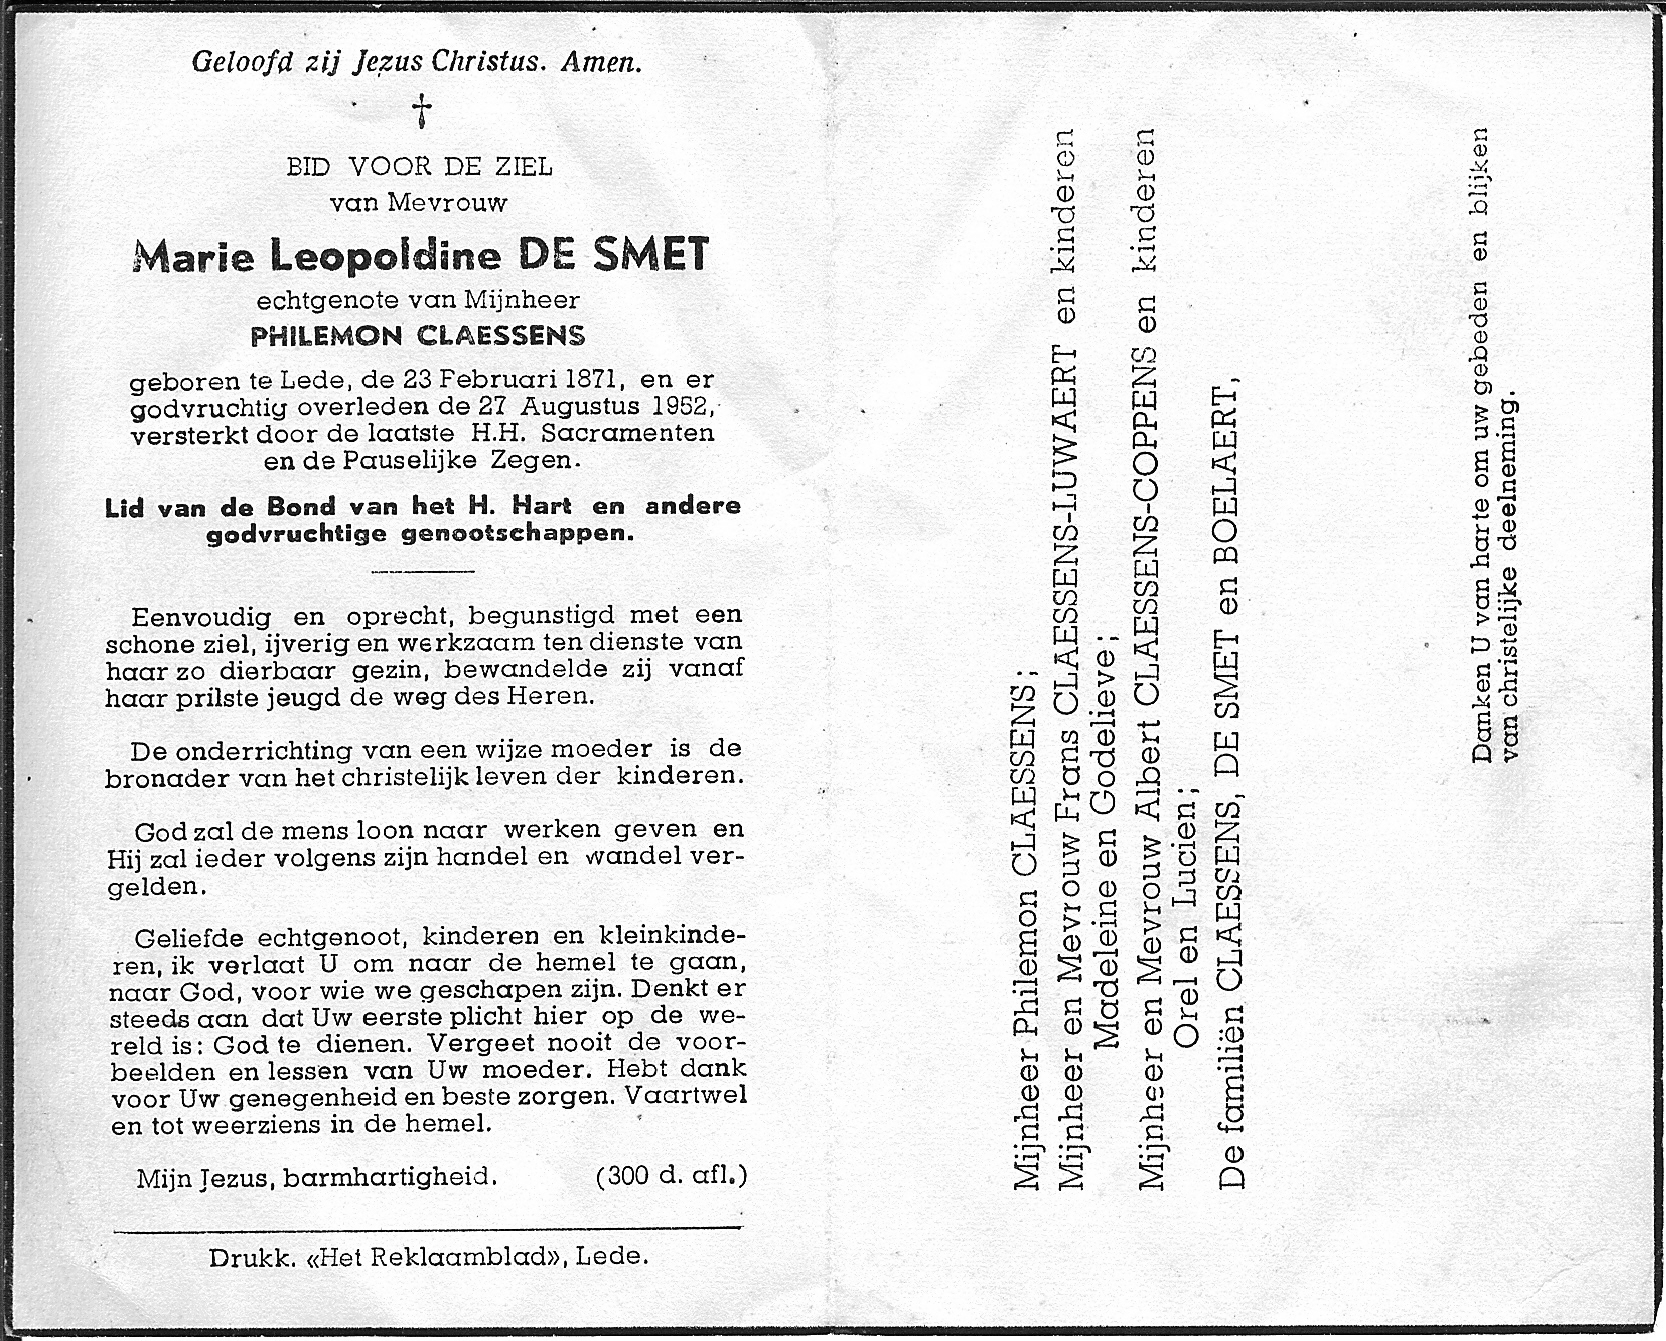 Geloofd zij Jezus Christus. Amen.
†
BID VOOR DE ZIEL
van Mevrouw
Marie Leopoldine DE SMET
echtgenote van Mijnheer
PHILEMON CLAESSENS
geboren te Lede, de 23 Februari 1871, en er
godvruchtig overleden de 27 Augustus 1952,
versterkt door de laatste H.H. Sacramenten
en de Pauselijke Zegen.
Lid van de Bond van het H. Hart en andere
godvruchtige genootschappen.
Eenvoudig en oprecht, begunstigd met een
schone ziel, ijverig en werkzaam ten dienste van
haar zo dierbaar gezin, bewandelde zij vanaf
haar prilste jeugd de weg des Heren.
De onderrichting van een wijze moeder is de
bronader van het christelijk leven der kinderen.
God zal de mens loon naar werken geven en
Hij zal ieder volgens zijn handel en wandel ver-
gelden.
Geliefde echtgenoot, kinderen en kleinkinde-
ren, ik verlaat U om naar de hemel te gaan,
naar God, voor wie we geschapen zijn. Denkt er
steeds aan dat Uw eerste plicht hier op de we-
reld is: God te dienen. Vergeet nooit de voor-
beelden en lessen van Uw moeder. Hebt dank
voor Uw genegenheid en beste zorgen. Vaartwel
en tot weerziens in de hemel.
Mijn Jezus, barmhartigheid. (300 d. afl.)
Drukk. «Het Reklaamblad», Lede.
Mijnheer Philemon CLAESSENS;
Mijnheer en Mevrouw Frans CLAESSENS-LUWAERT en kinderen
Madeleine en Godelieve;
Mijnheer en Mevrouw Albert CLAESSENS-COPPENS en kinderen
Orel en Lucien;
De familiën CLAESSENS, DE SMET en BOELAERT,
Danken U van harte om uw gebeden en blijken
van christelijke deelneming.